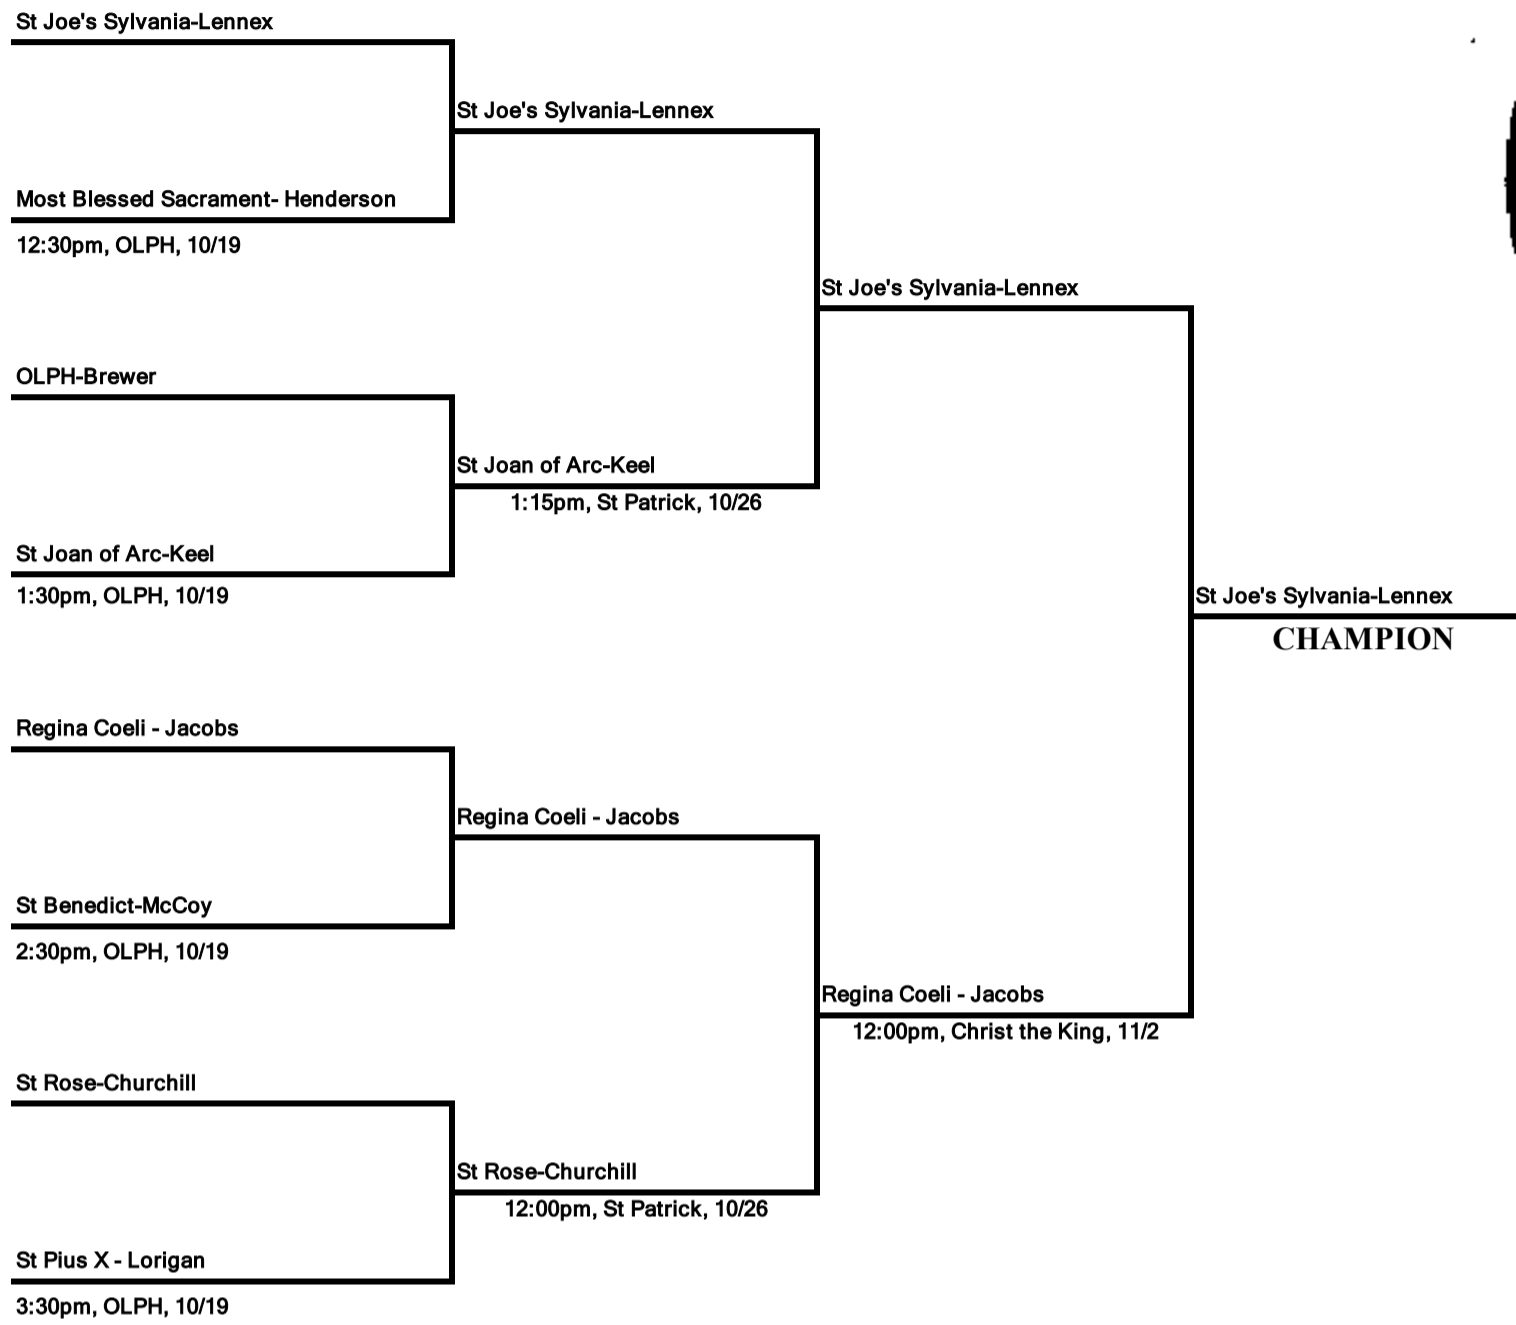 St Joe's Sylvania-Lennex
St Joe's Sylvania-Lennex
Most Blessed Sacrament- Henderson
12:30pm, OLPH, 10/19
St Joe's Sylvania-Lennex
OLPH-Brewer
St Joan of Arc-Keel
1:15pm, St Patrick, 10/26
St Joan of Arc-Keel
1:30pm, OLPH, 10/19
St Joe's Sylvania-Lennex
CHAMPION
Regina Coeli - Jacobs
Regina Coeli - Jacobs
St Benedict-McCoy
2:30pm, OLPH, 10/19
Regina Coeli - Jacobs
12:00pm, Christ the King, 11/2
St Rose-Churchill
St Rose-Churchill
12:00pm, St Patrick, 10/26
St Pius X - Lorigan
3:30pm, OLPH, 10/19